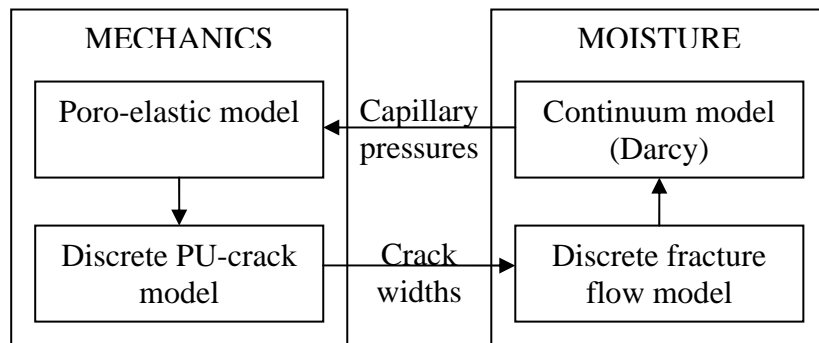 MECHANICS
Poro-elastic model
Discrete PU-crack
model
Capillary
pressures
Crack
widths
MOISTURE
Continuum model
(Darcy)
Discrete fracture
flow model